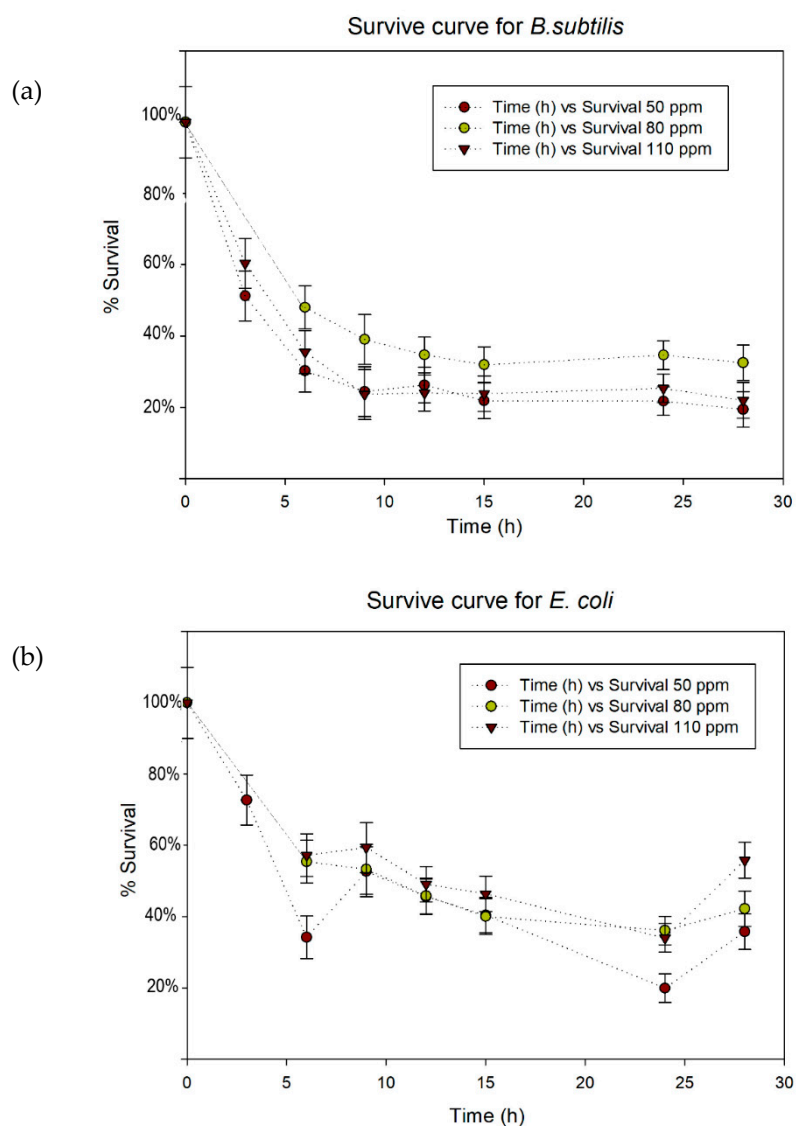 Survive curve for B.subtilis
(a)
Time (h) vs Survival 50 ppm
Time (h) vs Survival 80 ppm
Time (h) vs Survival 110 ppm
100%
80%
60%
40%
20%
% Survival
0 5 10 15 20 25 30
Time (h)
Survive curve for E. coli
(b)
Time (h) vs Survival 50 ppm
Time (h) vs Survival 80 ppm
Time (h) vs Survival 110 ppm
100%
80%
60%
40%
20%
% Survival
0 5 10 15 20 25 30
Time (h)